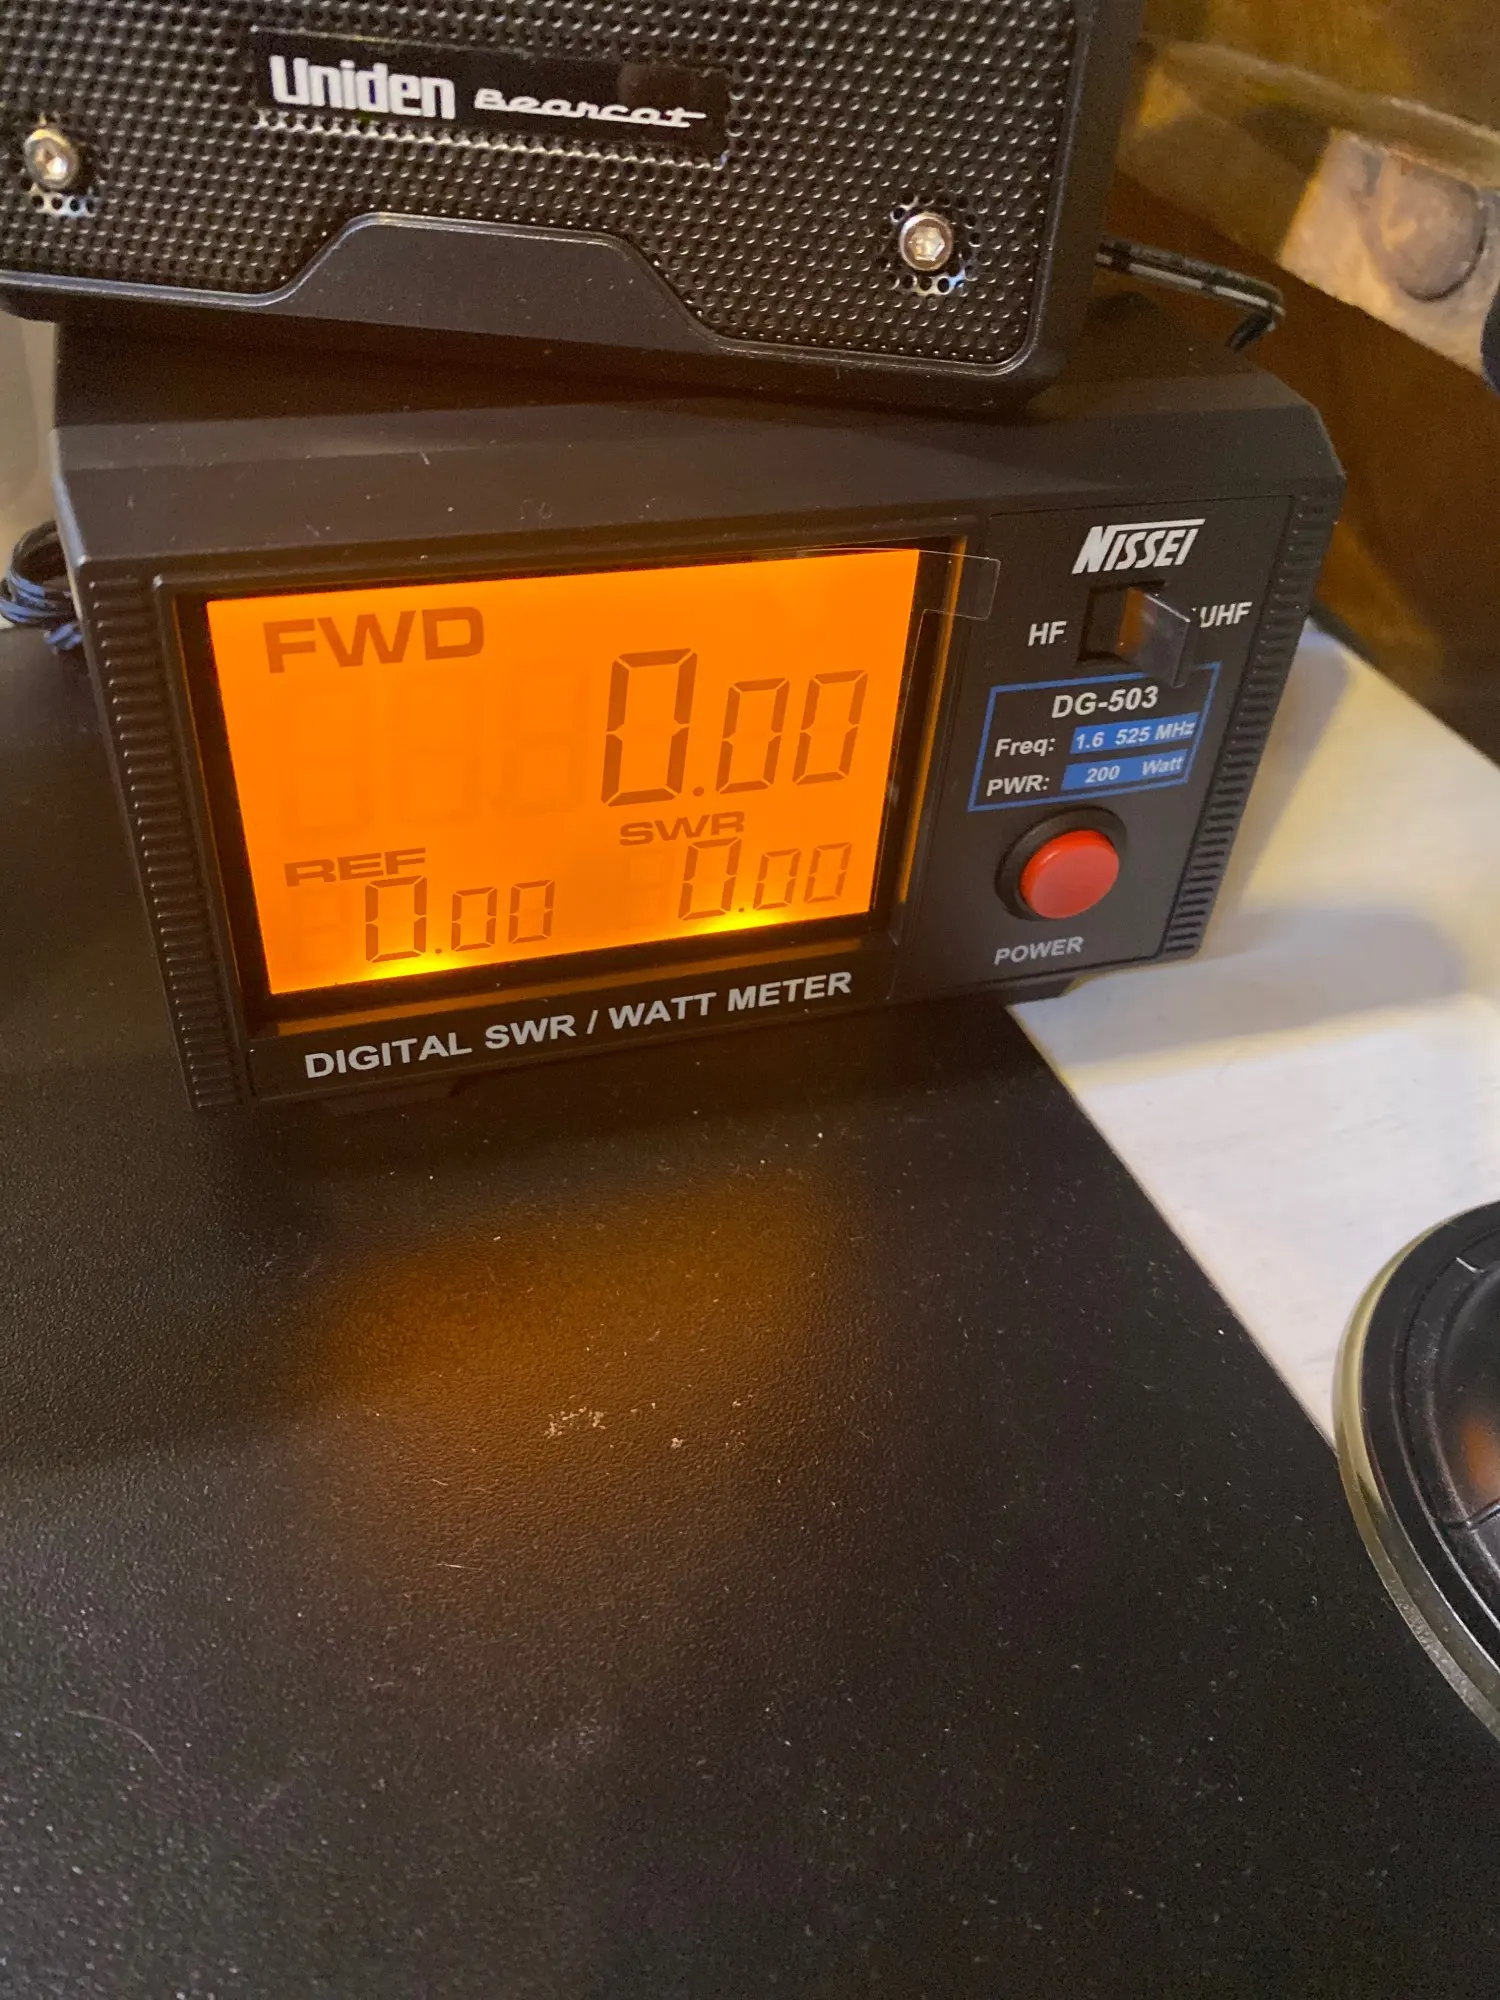 Uniden Bearcat
NISSEI
HF UHF
DG-503
Freq: 1.6 525 MHz
PWR: 200 Watt
POWER
FWD
0.00
REF 0.00
SWR 0.00
DIGITAL SWR / WATT METER